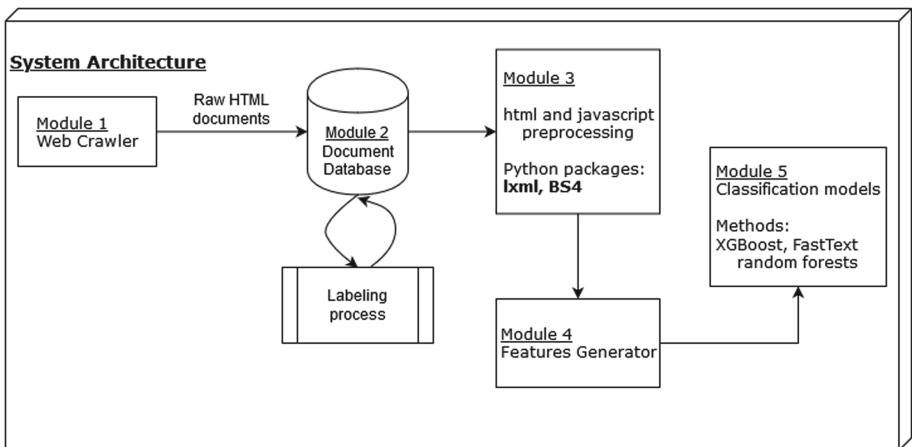 System Architecture
Module 1
Web Crawler
Raw HTML
documents
Module 2
Document
Database
Labeling
process
Module 3
html and javascript
preprocessing
Python packages:
lxml, BS4
Module 4
Features Generator
Module 5
Classification models
Methods:
XGBoost, FastText
random forests